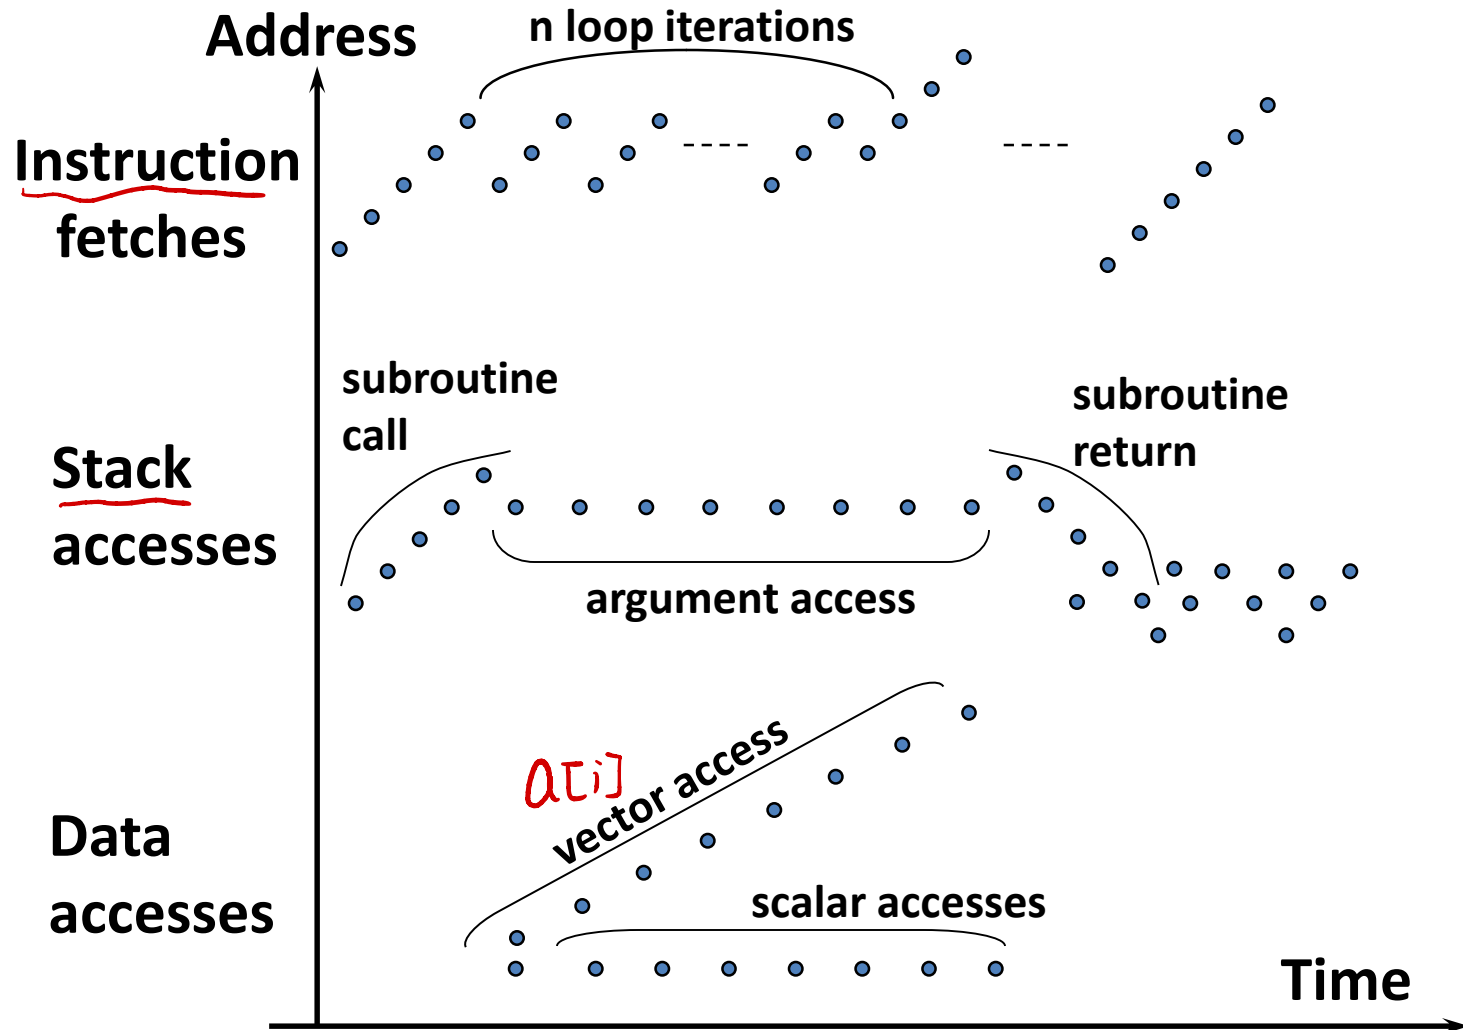 Address
n loop iterations
Instruction
fetches
subroutine
call
subroutine
return
Stack
accesses
argument access
a[i]
vector access
Data
accesses
scalar accesses
Time